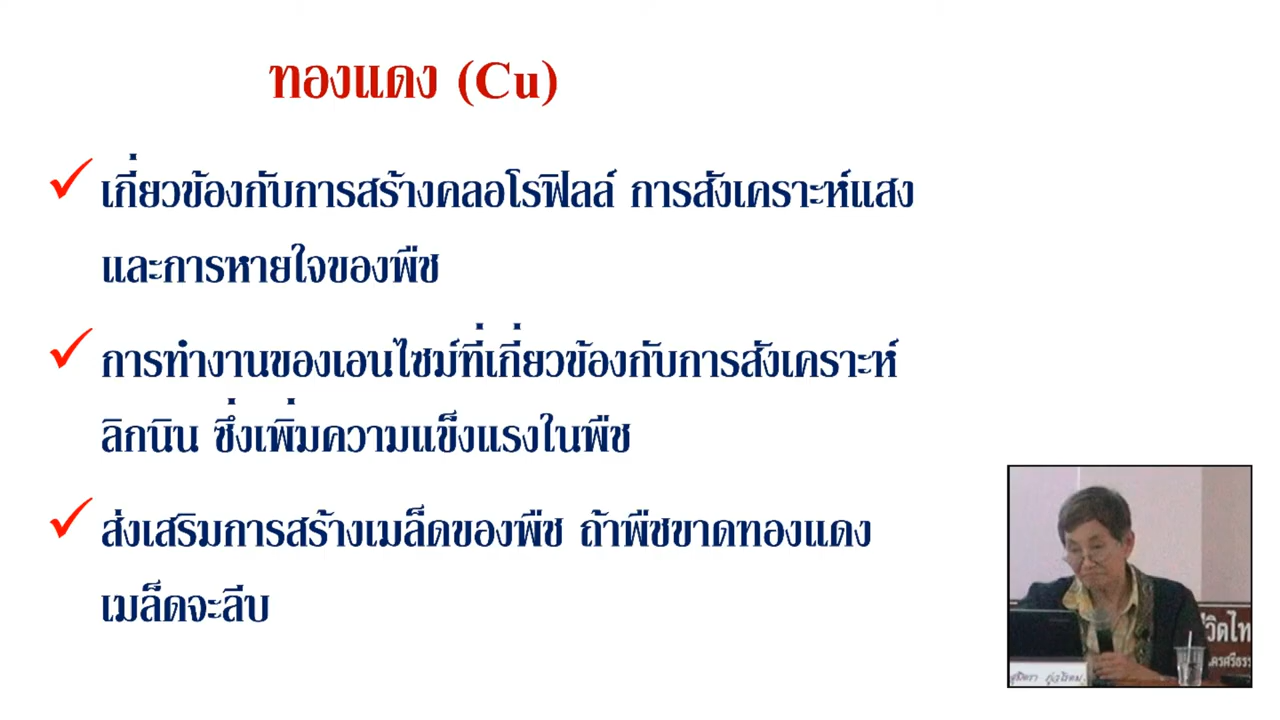 ทองแดง (Cu)
เกี่ยวข้องกับการสร้างคลอโรฟิลล์ การสังเคราะห์แสง
และการหายใจของพืช
การทำงานของเอนไซม์ที่เกี่ยวข้องกับการสังเคราะห์
ลิกนิน ซึ่งเพิ่มความแข็งแรงในพืช
ส่งเสริมการสร้างเมล็ดของพืช ถ้าพืชขาดทองแดง
เมล็ดจะลีบ